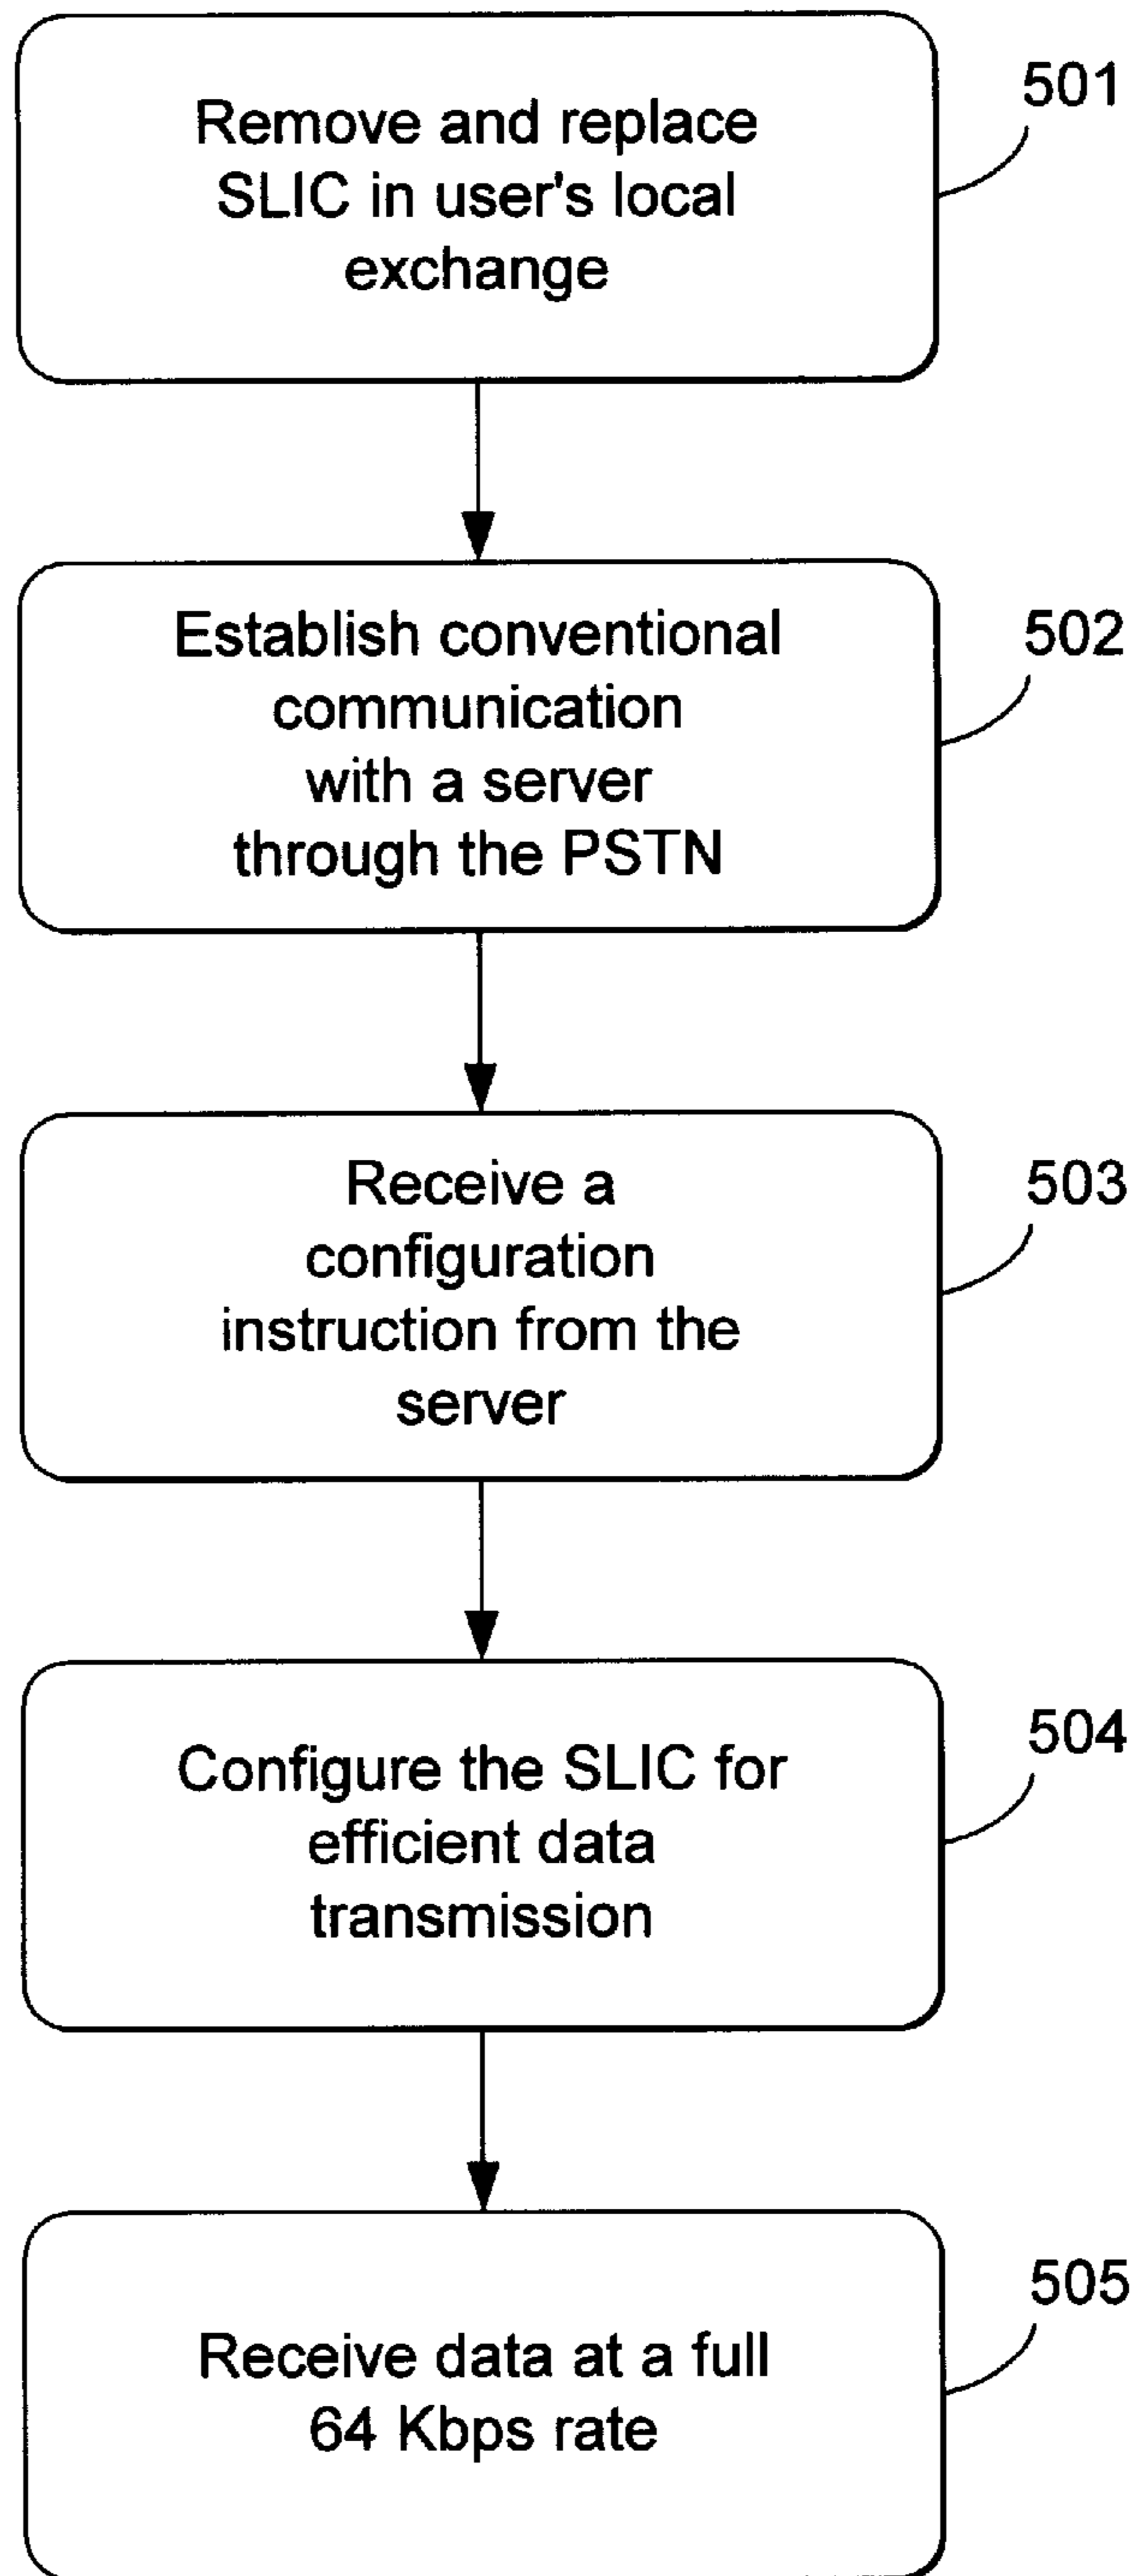 Remove and replace
SLIC in user's local
exchange
501
Establish conventional
communication
with a server
through the PSTN
502
Receive a
configuration
instruction from the
server
503
Configure the SLIC for
efficient data
transmission
504
Receive data at a full
64 Kbps rate
505